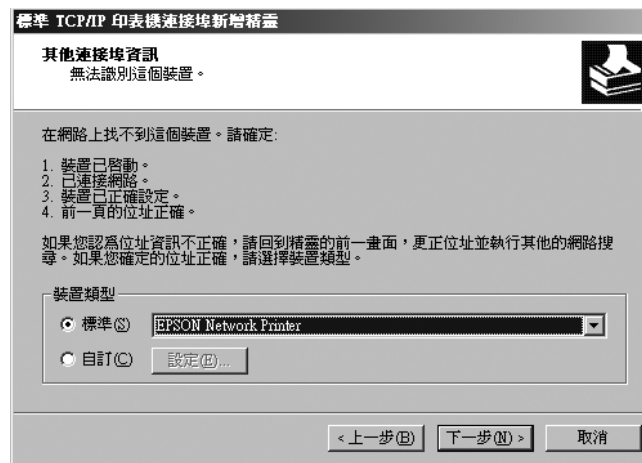 標準 TCP/IP 印表機連接埠新增精靈
其他連接埠資訊
無法識別這個裝置。
在網路上找不到這個裝置。請確定:
1. 裝置已啓動。
2. 已連接網路。
3. 裝置已正確設定。
4. 前一頁的位址正確。
如果您認爲位址資訊不正確，請回到精靈的前一畫面，更正位址並執行其他的網路搜
尋。如果您確定的位址正確，請選擇裝置類型。
裝置類型
標準(S) EPSON Network Printer
自訂(C) 設定(E)...
<上一步(B) 下一步(N)> 取消